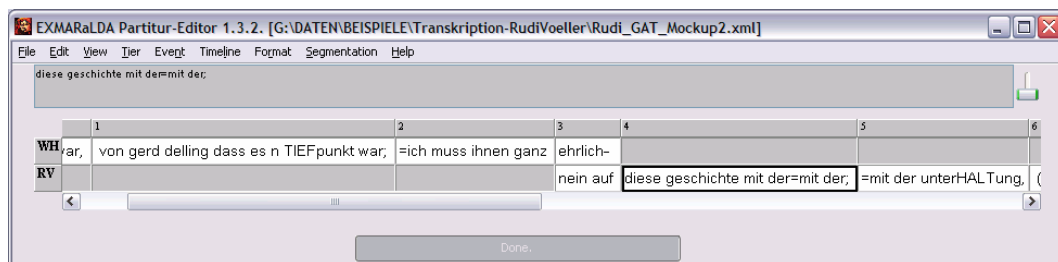 EXMARaLDA Partitur-Editor 1.3.2. [G:\DATEN\BEISPIELE\Transkription-RudiVoeller\Rudi_GAT_Mockup2.xml]
File Edit View Tier Event Timeline Format Segmentation Help
diese geschichte mit der=mit der;
1 2 3 4 5 6
WH var, von gerd delling dass es n TIEFpunkt war; =ich muss ihnen ganz ehrlich-
RV nein auf diese geschichte mit der=mit der; =mit der unterHALTung, (
Done.